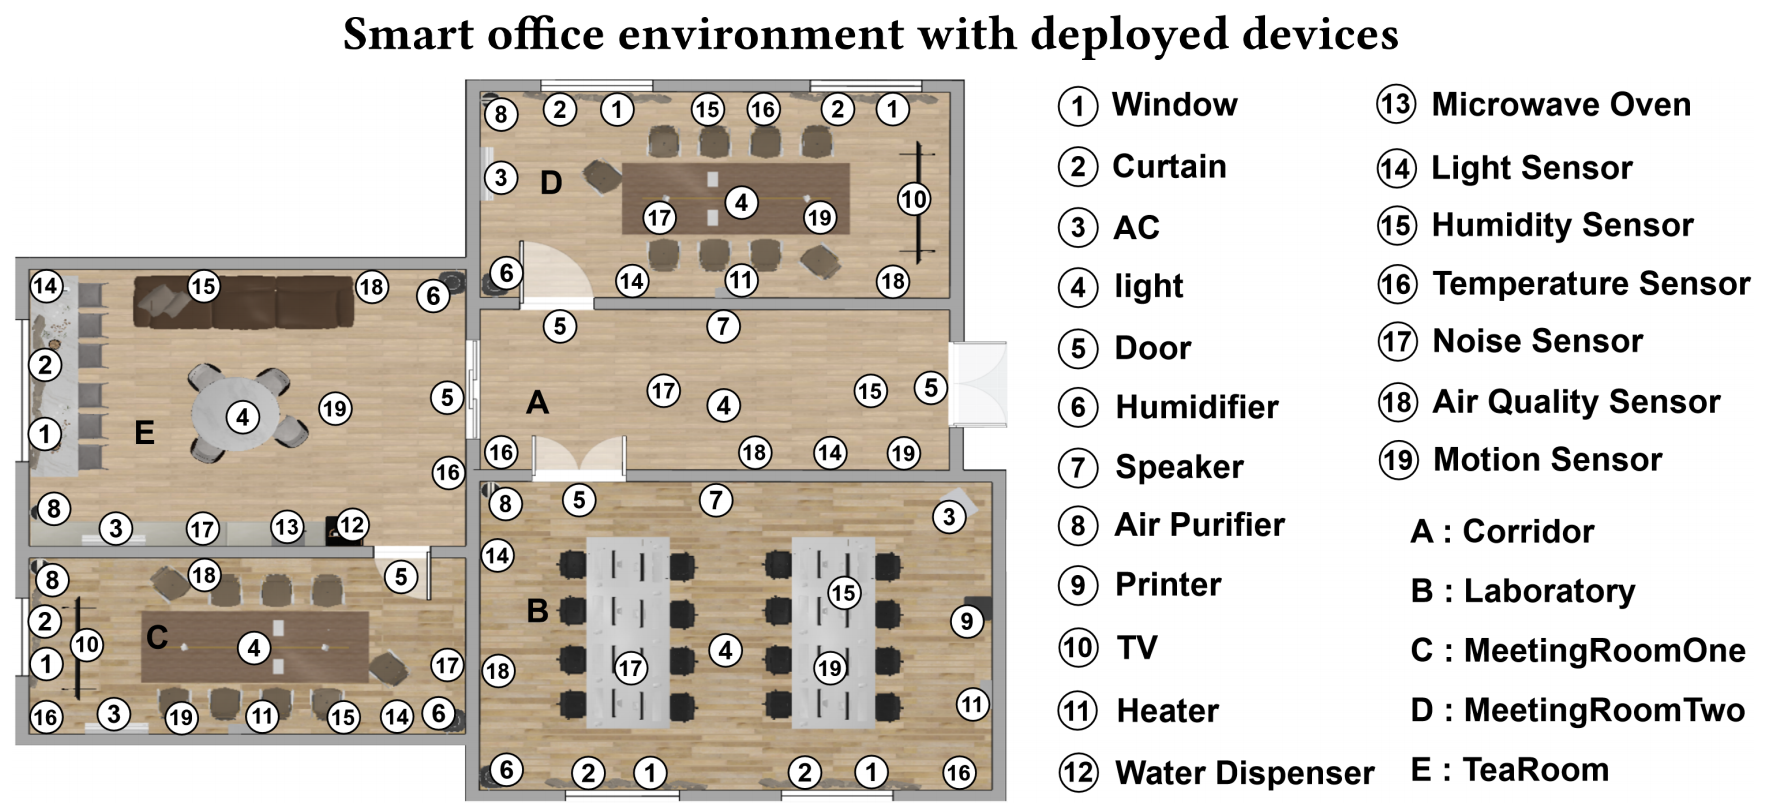 Smart office environment with deployed devices
8 2 1 15 16 2 1
3 D 4 10
17 19
6 14 11 18
14 15 18 6
5 7
2 5 17 A 4 15 5
E 4 19
1
16 16 18 14 19
8 3 17 13 12
8 5 7 3
14
8 18 5
2 B 15 9
C 10 4
1 17 18 17 4 19
16 3 19 11 15 14 6 11
6 2 1 2 1 16
1 Window
2 Curtain
3 AC
4 light
5 Door
6 Humidifier
7 Speaker
8 Air Purifier
9 Printer
10 TV
11 Heater
12 Water Dispenser
13 Microwave Oven
14 Light Sensor
15 Humidity Sensor
16 Temperature Sensor
17 Noise Sensor
18 Air Quality Sensor
19 Motion Sensor
A : Corridor
B : Laboratory
C : MeetingRoomOne
D : MeetingRoomTwo
E : TeaRoom